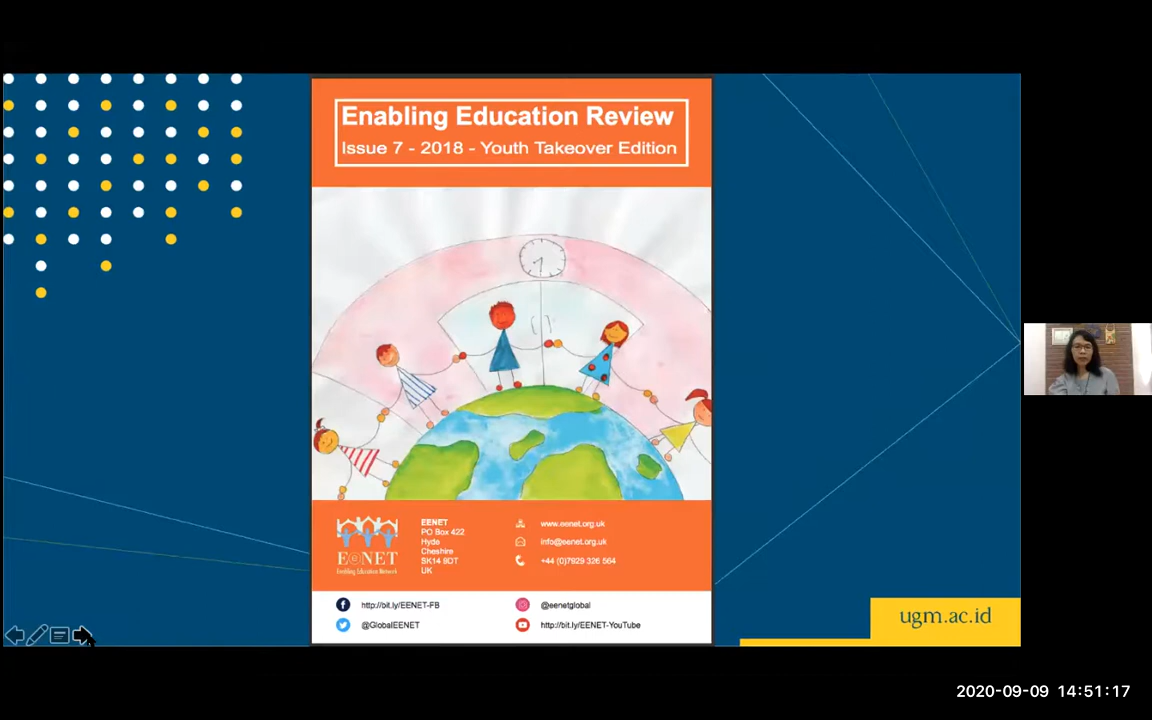 Enabling Education Review
Issue 7 - 2018 - Youth Takeover Edition
EENET
Enabling Education Network
EENET
PO Box 422
Hyde
Cheshire
SK14 9DT
UK
www.eenet.org.uk
info@eenet.org.uk
+44 (0)7929 326 564
http://bit.ly/EENET-FB
@GlobalEENET
@eenetglobal
http://bit.ly/EENET-YouTube
ugm.ac.id
2020-09-09 14:51:17